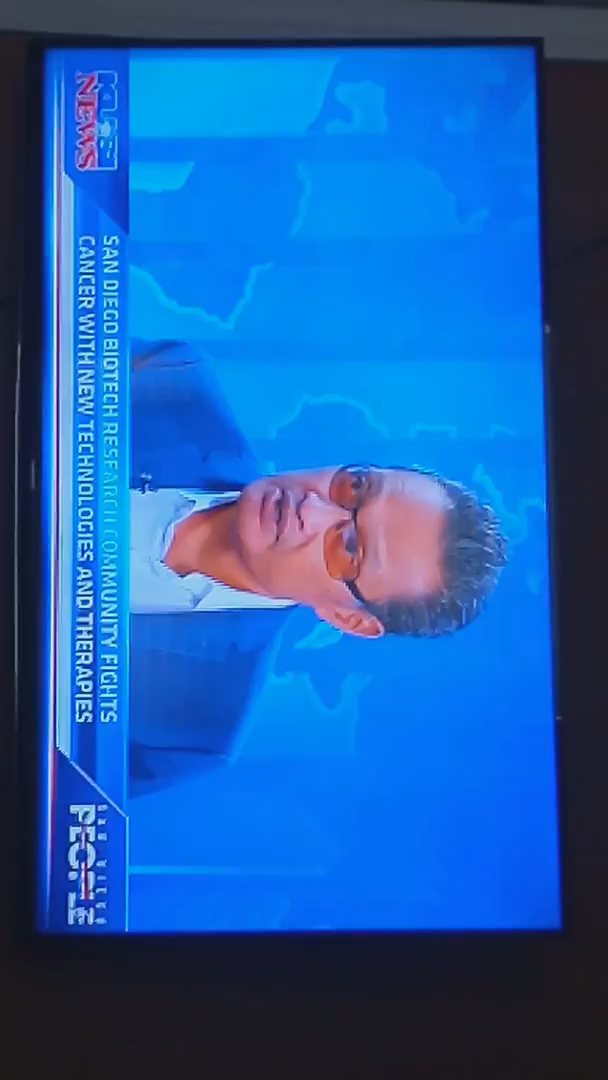 NEWS
SAN DIEGO BIOTECH RESEARCH COMMUNITY FIGHTS
CANCER WITH NEW TECHNOLOGIES AND THERAPIES
PEOPLE